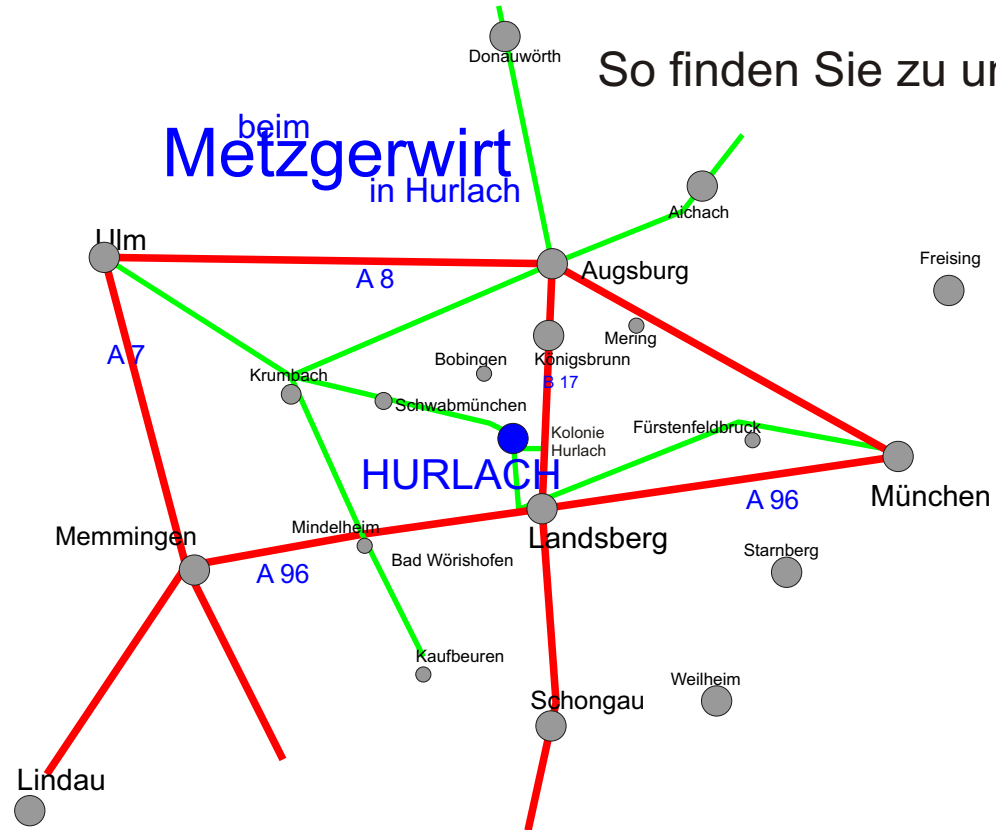 Donauwörth
So finden Sie zu
beim
Metzgerwirt
in Hurlach
Aichach
Ulm
A 8
Augsburg
Freising
A 7
Mering
Bobingen
Königsbrunn
Krumbach
B 17
Schwabmünchen
Kolonie
Hurlach
Fürstenfeldbruck
HURLACH
München
A 96
Memmingen
Mindelheim
Landsberg
Bad Wörishofen
Starnberg
A 96
Kaufbeuren
Schongau
Weilheim
Lindau